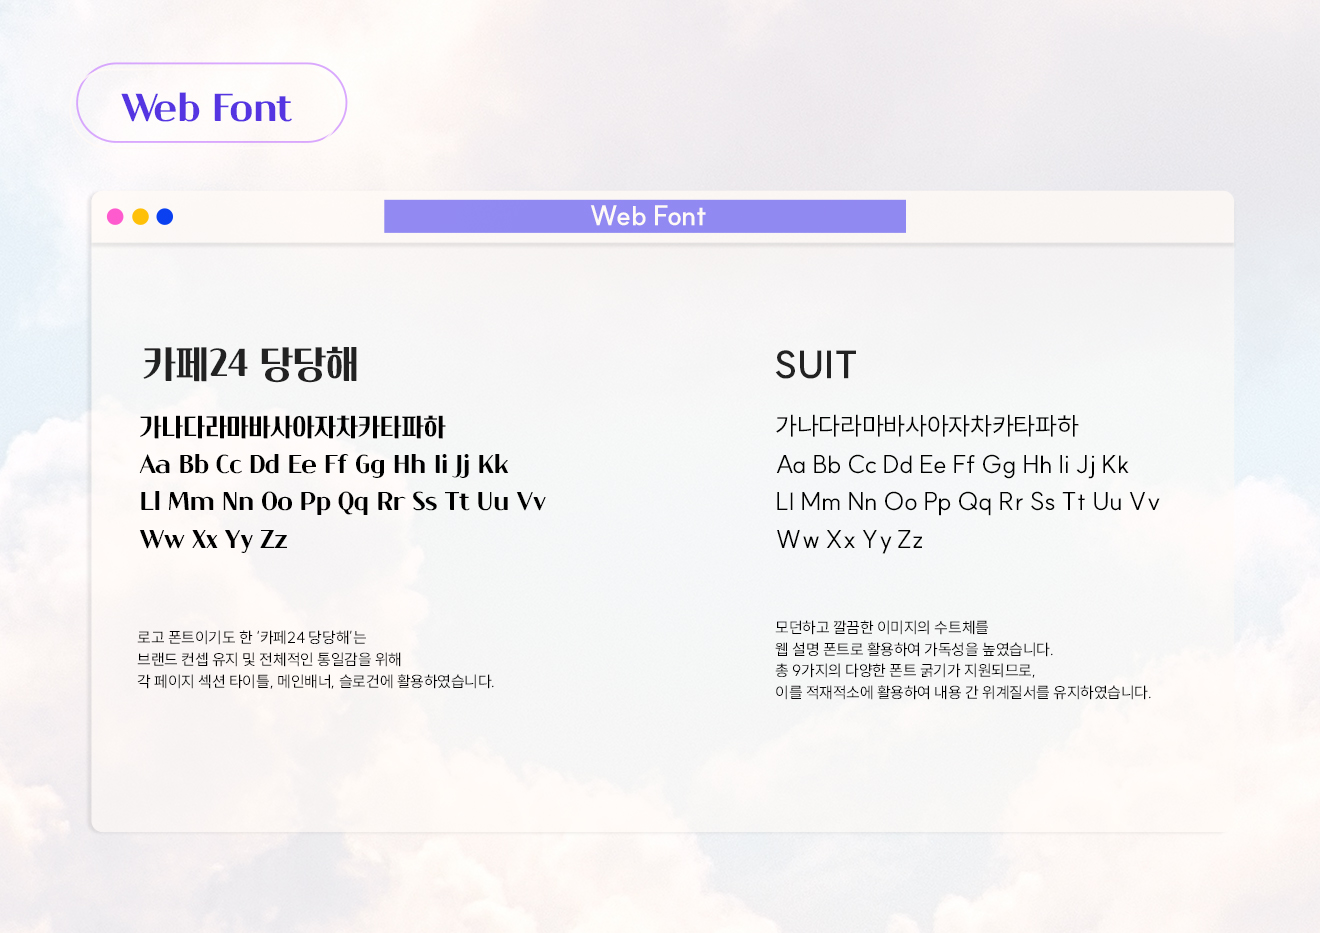 Web Font
Web Font
카페24 당당해
가나다라마바사아자차카타파하
Aa Bb Cc Dd Ee Ff Gg Hh Ii Jj Kk
Ll Mm Nn Oo Pp Qq Rr Ss Tt Uu Vv
Ww Xx Yy Zz
로고 폰트이기도 한 '카페24 당당해'는
브랜드 컨셉 유지 및 전체적인 통일감을 위해
각 페이지 섹션 타이틀, 메인배너, 슬로건에 활용하였습니다.
SUIT
가나다라마바사아자차카타파하
Aa Bb Cc Dd Ee Ff Gg Hh Ii Jj Kk
Ll Mm Nn Oo Pp Qq Rr Ss Tt Uu Vv
Ww Xx Yy Zz
모던하고 깔끔한 이미지의 수트체를
웹 설명 폰트로 활용하여 가독성을 높였습니다.
총 9가지의 다양한 폰트 굵기가 지원되므로,
이를 적재적소에 활용하여 내용 간 위계질서를 유지하였습니다.